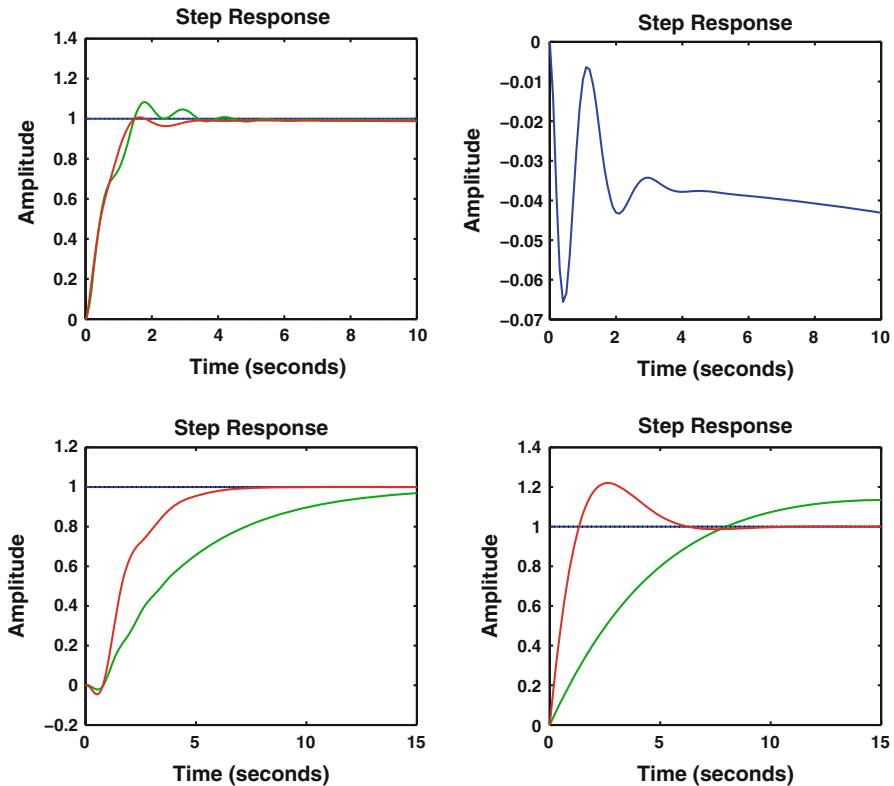 Step Response
Amplitude
1.4
1.2
1
0.8
0.6
0.4
0.2
0
0 2 4 6 8 10
Time (seconds)
Step Response
Amplitude
0
−0.01
−0.02
−0.03
−0.04
−0.05
−0.06
−0.07
0 2 4 6 8 10
Time (seconds)
Step Response
Amplitude
1.2
1
0.8
0.6
0.4
0.2
0
−0.2
0 5 10 15
Time (seconds)
Step Response
Amplitude
1.4
1.2
1
0.8
0.6
0.4
0.2
0
0 5 10 15
Time (seconds)